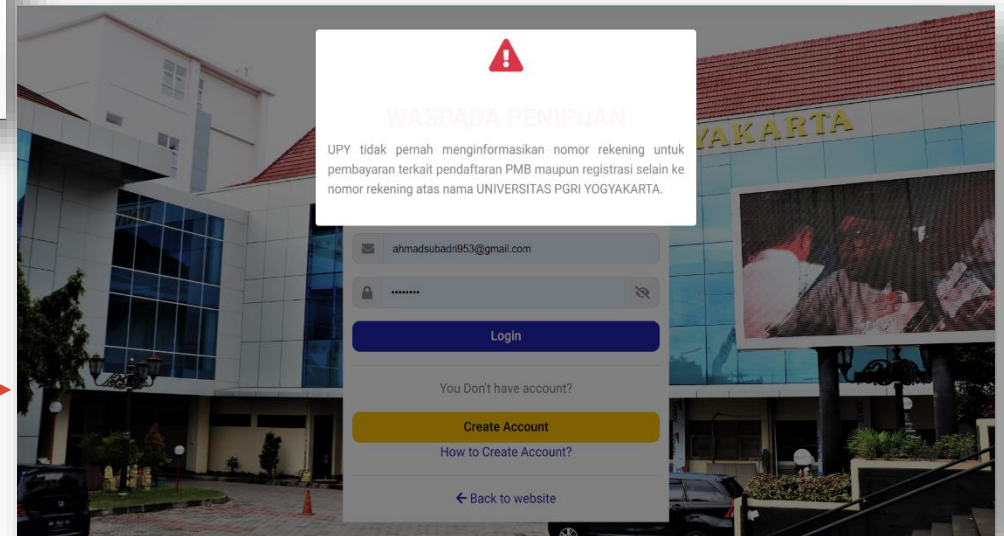 WASPADA PENIPUAN
UPY tidak pernah menginformasikan nomor rekening untuk
pembayaran terkait pendaftaran PMB maupun registrasi selain ke
nomor rekening atas nama UNIVERSITAS PGRI YOGYAKARTA.
YAKARTA
ahmadsubadri953@gmail.com
••••••••
Login
You Don't have account?
Create Account
How to Create Account?
← Back to website